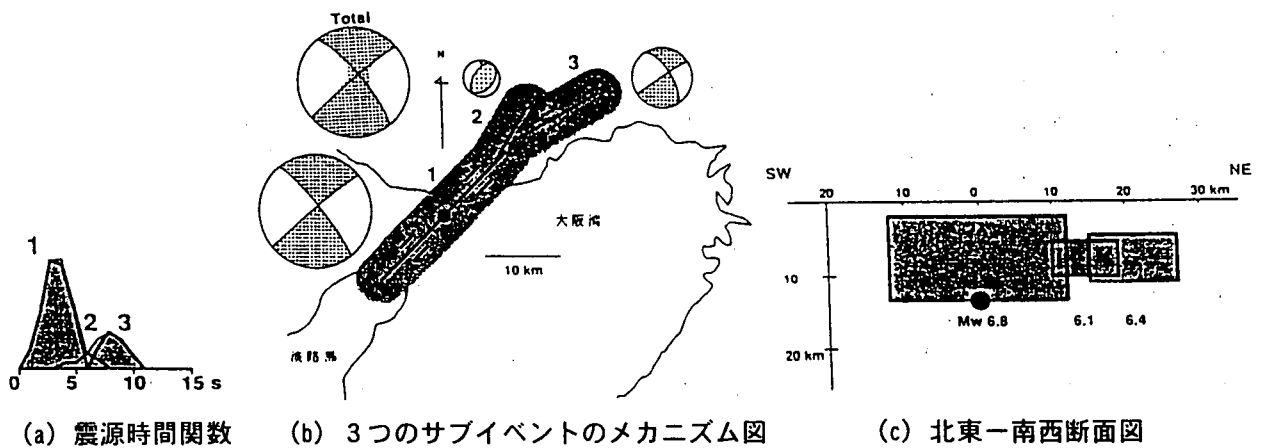 1
2 3
0 5 10 15 s
(a) 震源時間関数
Total
N
3
2
1
大阪湾
10 km
淡路島
(b) 3つのサブイベントのメカニズム図
SW
NE
20 10 0 10 20 30 km
10
Mw 6.8 6.1 6.4
20 km
(c) 北東ー南西断面図